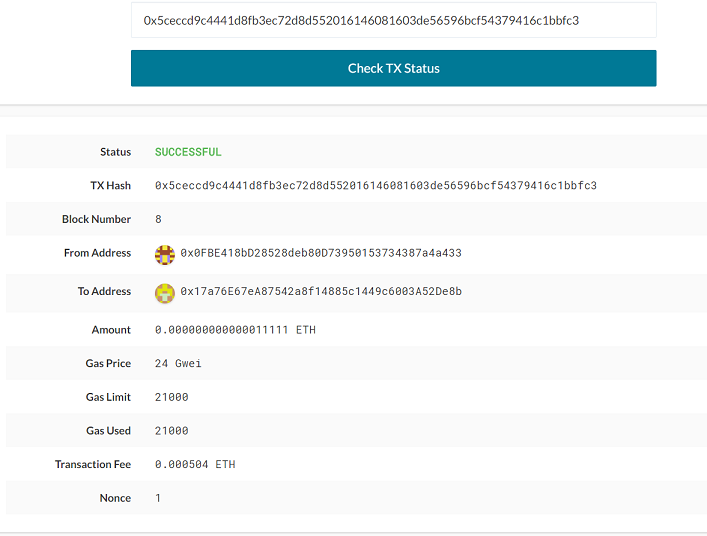 0x5ceccd9c4441d8fb3ec72d8d552016146081603de56596bcf54379416c1bbfc3
Check TX Status
Status SUCCESSFUL
TX Hash 0x5ceccd9c4441d8fb3ec72d8d552016146081603de56596bcf54379416c1bbfc3
Block Number 8
From Address 0x0FBE418bD28528deb80D73950153734387a4a433
To Address 0x17a76E67eA87542a8f14885c1449c6003A52De8b
Amount 0.000000000000011111 ETH
Gas Price 24 Gwei
Gas Limit 21000
Gas Used 21000
Transaction Fee 0.000504 ETH
Nonce 1